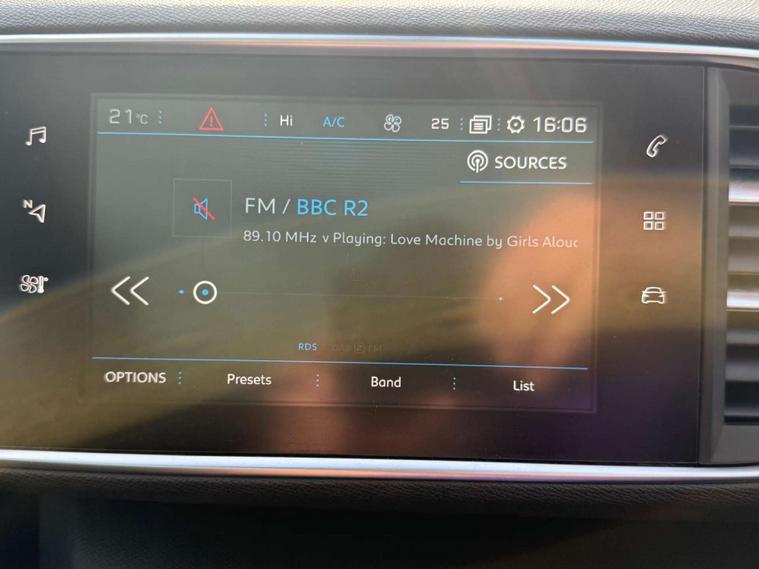 21°C Hi A/C 25 16:06
SOURCES
FM / BBC R2
89.10 MHz v Playing: Love Machine by Girls Alou
N
RDS
OPTIONS Presets Band List